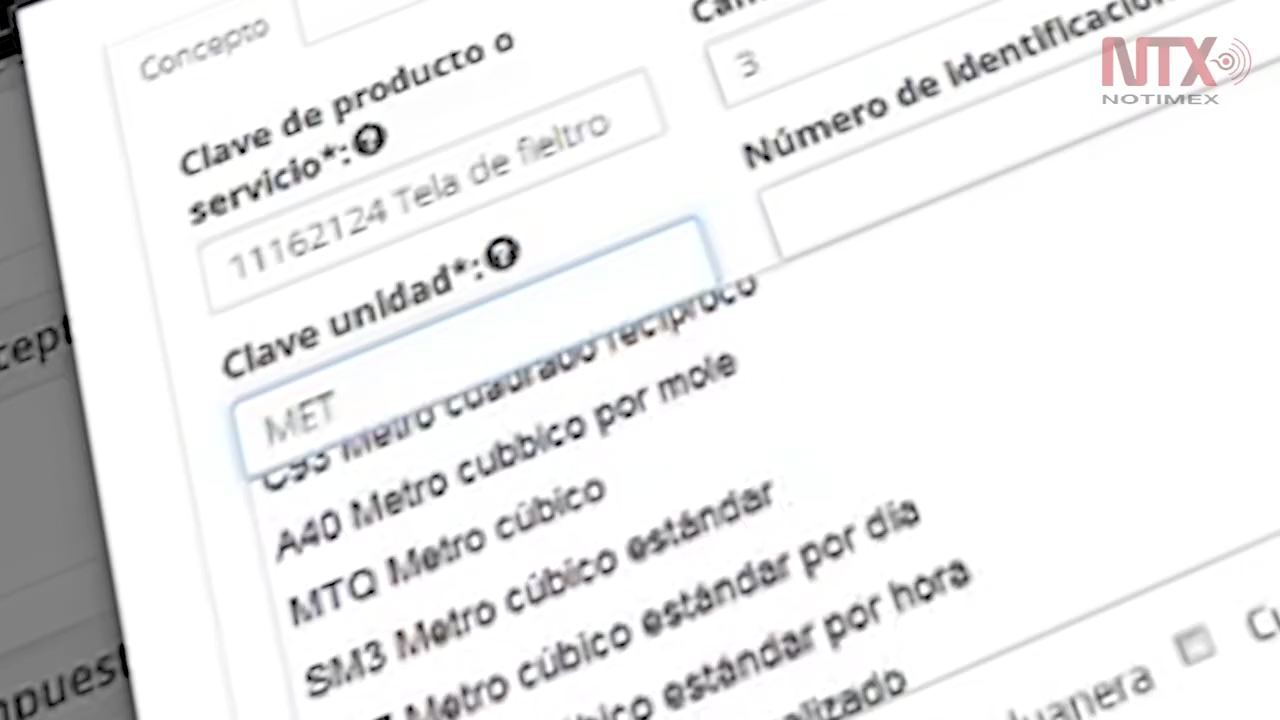 Concepto
Clave de producto o
servicio*:
11162124 Tela de fieltro
3
Número de identificación
Clave unidad*:
MET
C93 Metro cuadrado recíproco
A40 Metro cubbico por mole
MTQ Metro cúbico
SM3 Metro cúbico estándar
Metro cúbico estándar por día
estándar por hora
NTX
NOTIMEX